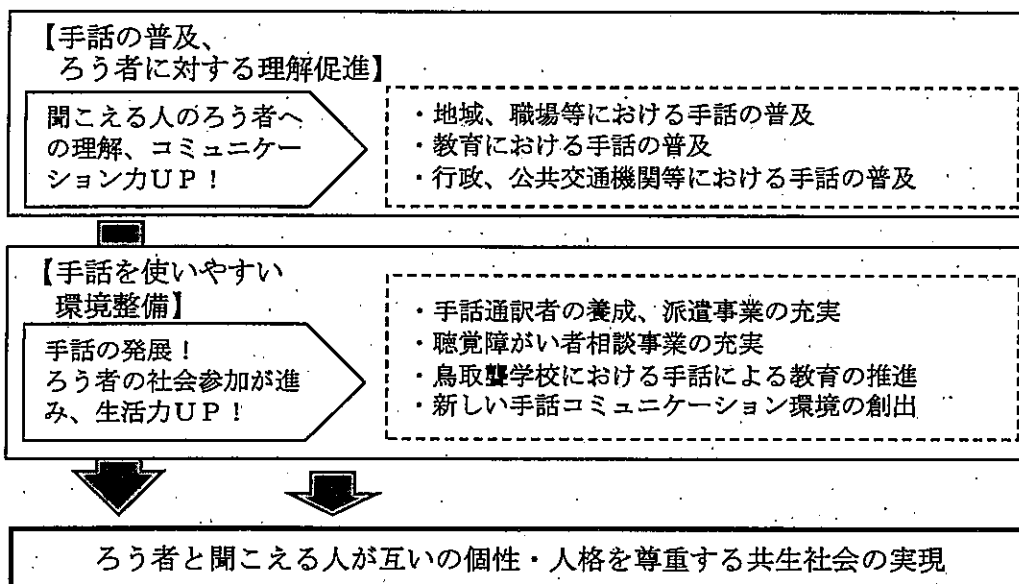 【手話の普及、
ろう者に対する理解促進】
聞こえる人のろう者へ
の理解、コミュニケー
ション力UP!
・地域、職場等における手話の普及
・教育における手話の普及
・行政、公共交通機関等における手話の普及
【手話を使いやすい
環境整備】
手話の発展!
ろう者の社会参加が進
み、生活力UP!
・手話通訳者の養成、派遣事業の充実
・聴覚障がい者相談事業の充実
・鳥取聾学校における手話による教育の推進
・新しい手話コミュニケーション環境の創出
ろう者と聞こえる人が互いの個性・人格を尊重する共生社会の実現